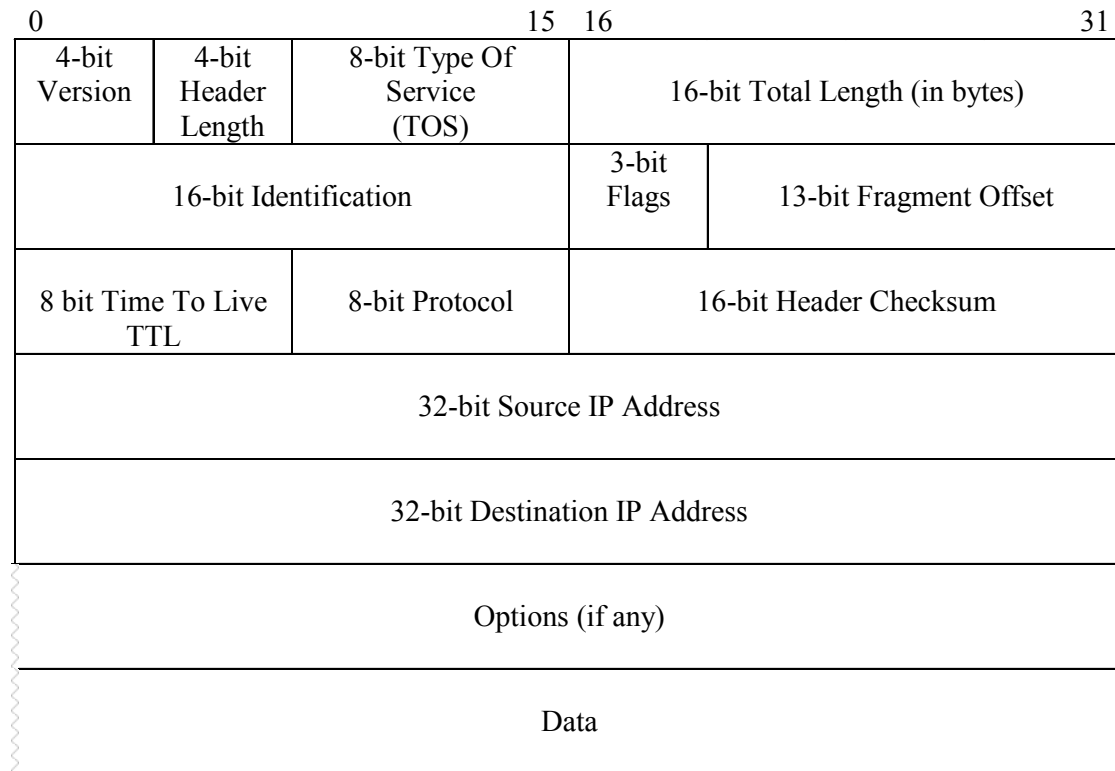 0 15 16 31
4-bit Version
4-bit Header Length
8-bit Type Of Service (TOS)
16-bit Total Length (in bytes)
16-bit Identification
3-bit Flags
13-bit Fragment Offset
8 bit Time To Live TTL
8-bit Protocol
16-bit Header Checksum
32-bit Source IP Address
32-bit Destination IP Address
Options (if any)
Data